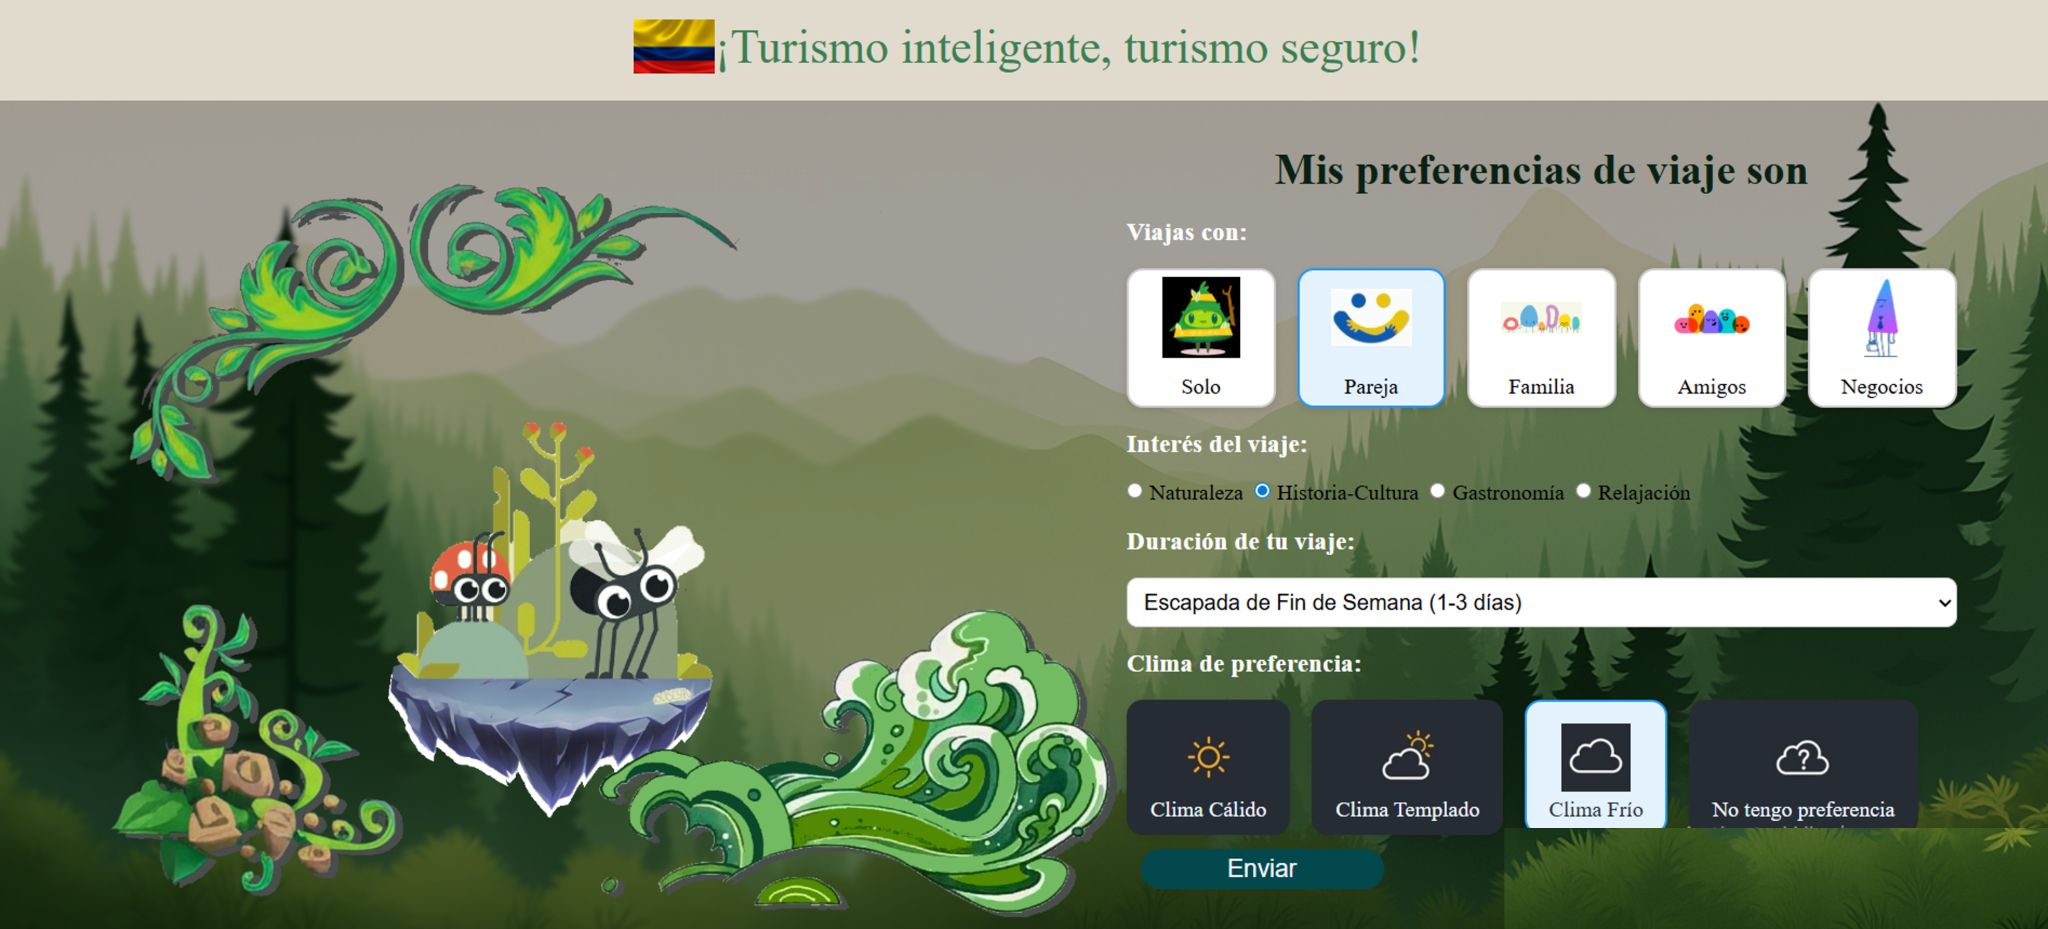 ¡Turismo inteligente, turismo seguro!
Mis preferencias de viaje son
Viajas con:
Solo
Pareja
Familia
Amigos
Negocios
Interés del viaje:
Naturaleza Historia-Cultura Gastronomía Relajación
Duración de tu viaje:
Escapada de Fin de Semana (1-3 días)
Clima de preferencia:
Clima Cálido
Clima Templado
Clima Frío
No tengo preferencia
Enviar